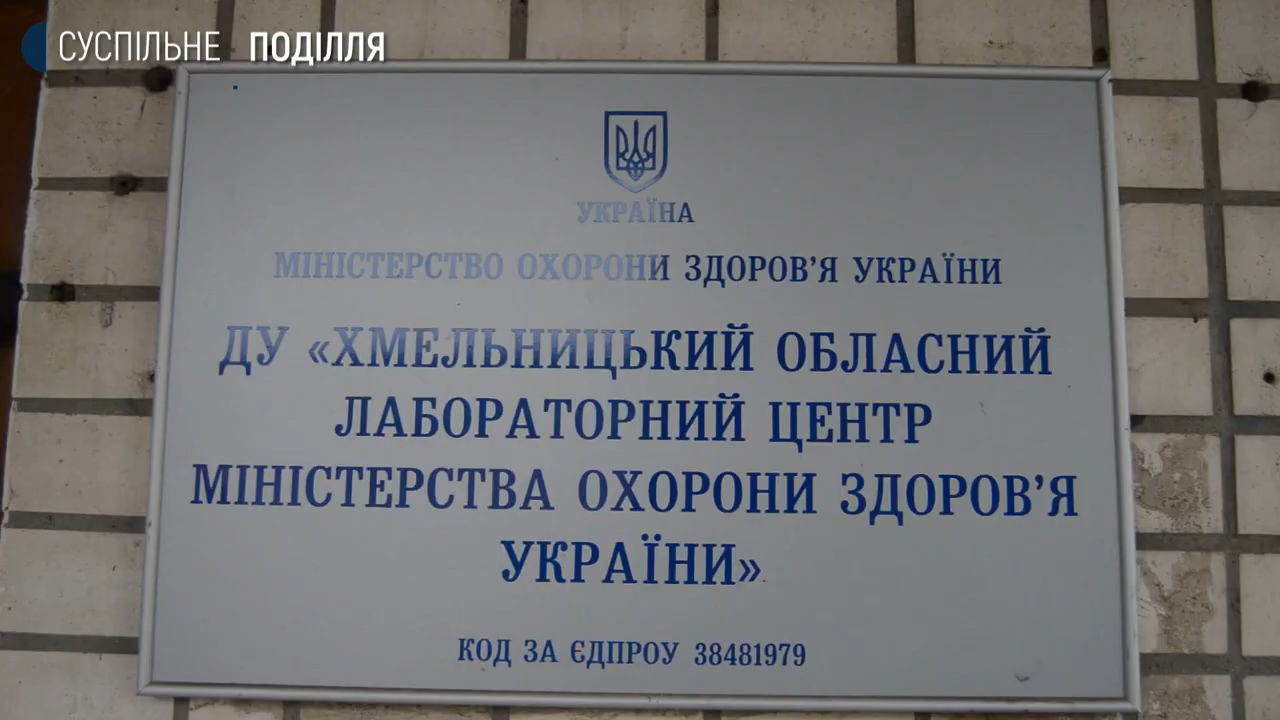 СУСПІЛЬНЕ ПОДІЛЛЯ
УКРАЇНА
МІНІСТЕРСТВО ОХОРОНИ ЗДОРОВ'Я УКРАЇНИ
ДУ «ХМЕЛЬНИЦЬКИЙ ОБЛАСНИЙ
ЛАБОРАТОРНИЙ ЦЕНТР
МІНІСТЕРСТВА ОХОРОНИ ЗДОРОВ'Я
УКРАЇНИ»
КОД ЗА ЄДПРОУ 38481979